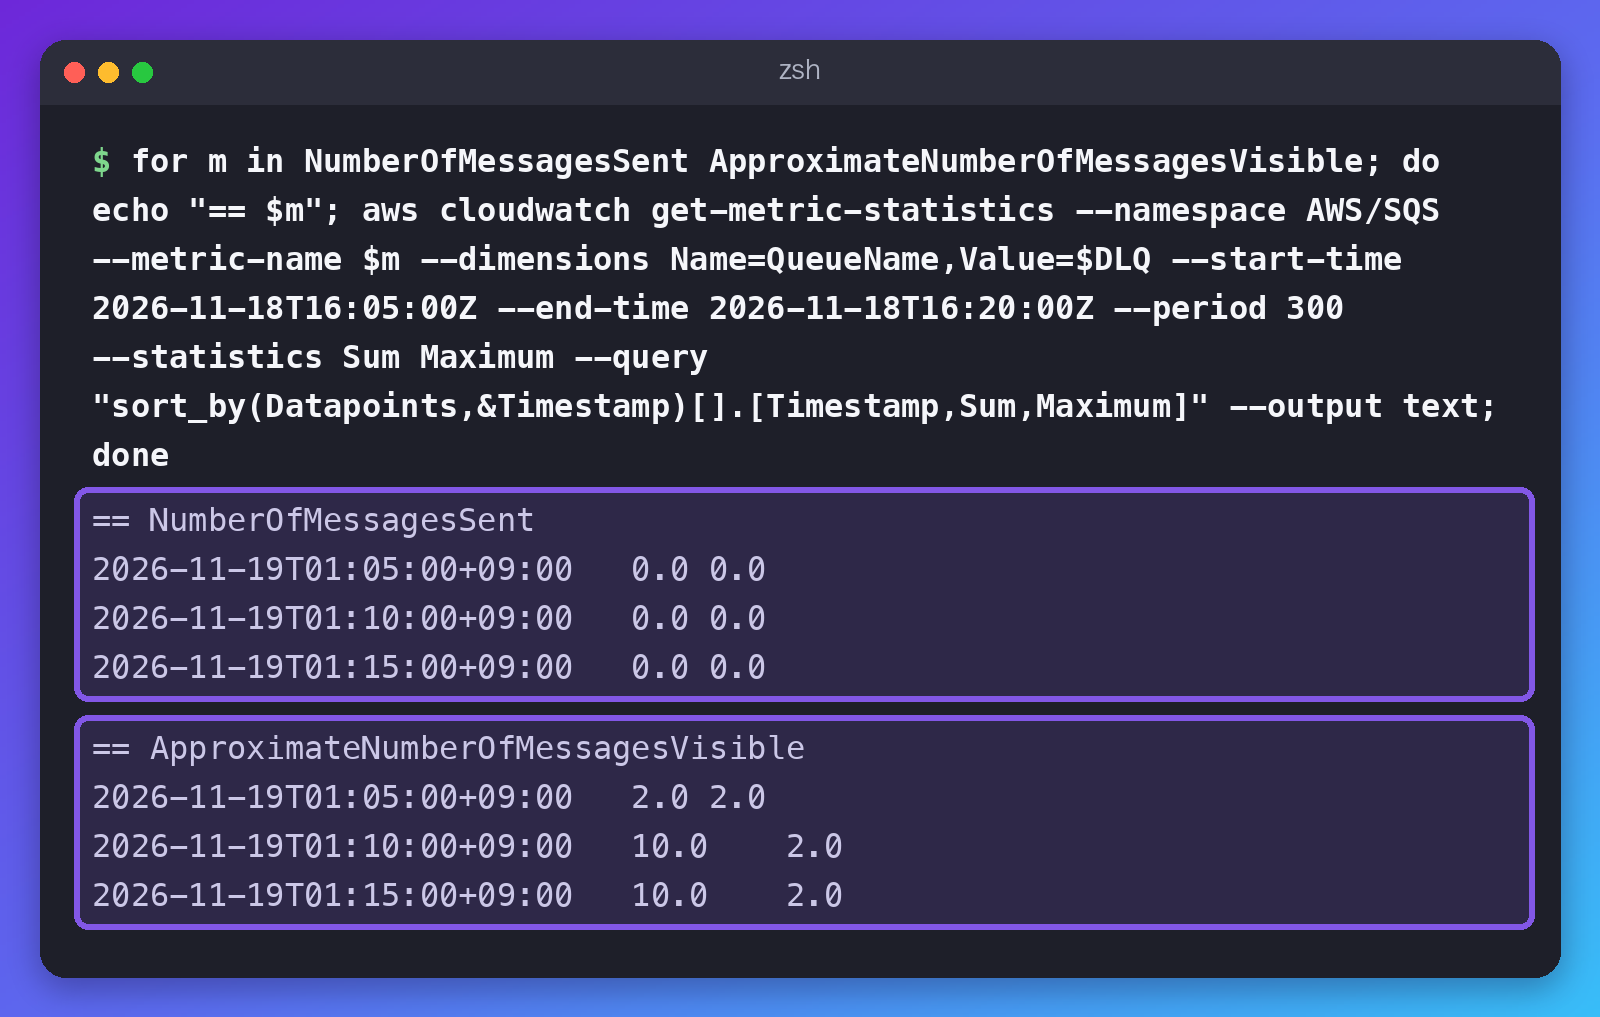 zsh
$ for m in NumberOfMessagesSent ApproximateNumberOfMessagesVisible; do
echo "== $m"; aws cloudwatch get-metric-statistics --namespace AWS/SQS
--metric-name $m --dimensions Name=QueueName,Value=$DLQ --start-time
2026-11-18T16:05:00Z --end-time 2026-11-18T16:20:00Z --period 300
--statistics Sum Maximum --query
"sort_by(Datapoints,&Timestamp)[].[Timestamp,Sum,Maximum]" --output text;
done
== NumberOfMessagesSent
2026-11-19T01:05:00+09:00   0.0 0.0
2026-11-19T01:10:00+09:00   0.0 0.0
2026-11-19T01:15:00+09:00   0.0 0.0
== ApproximateNumberOfMessagesVisible
2026-11-19T01:05:00+09:00   2.0 2.0
2026-11-19T01:10:00+09:00   10.0    2.0
2026-11-19T01:15:00+09:00   10.0    2.0